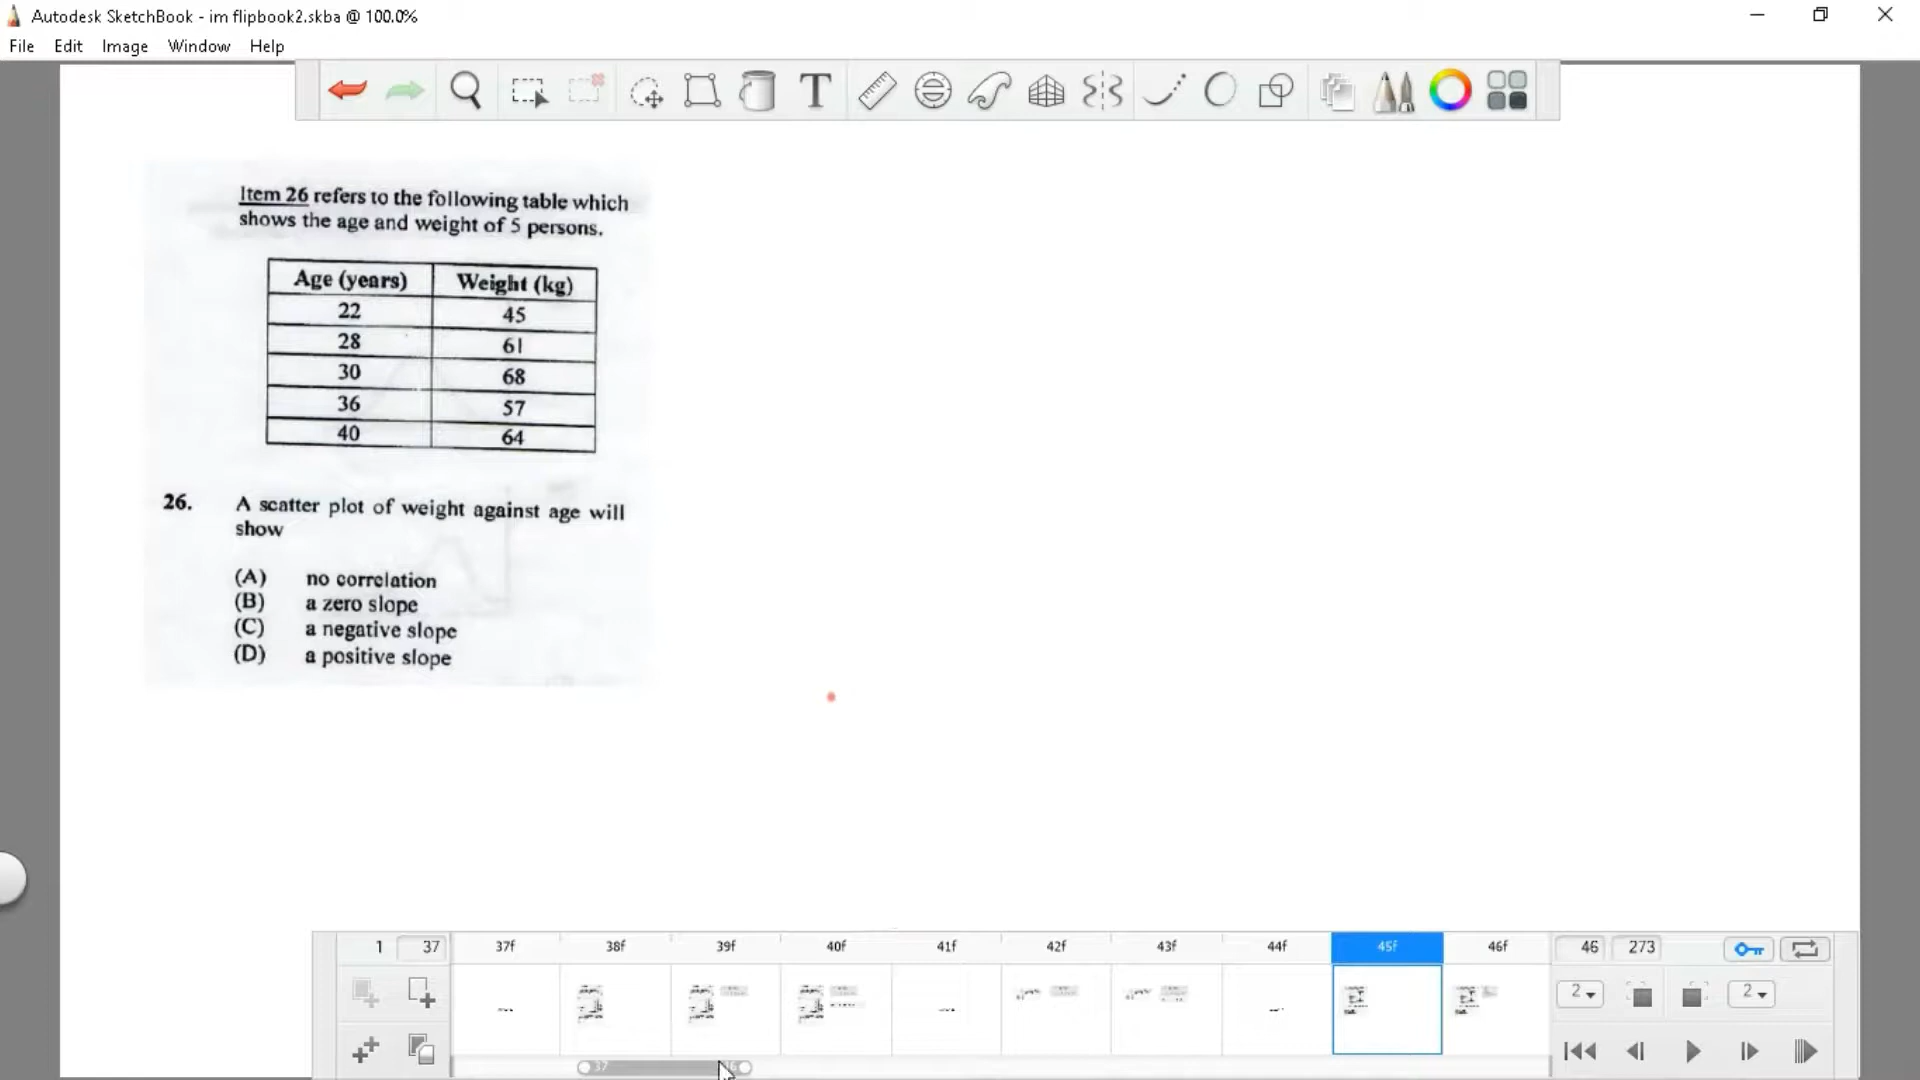 Autodesk SketchBook - im flipbook2.skba @ 100.0%
File Edit Image Window Help
Item 26 refers to the following table which
shows the age and weight of 5 persons.
Age (years) Weight (kg)
22 45
28 61
30 68
36 57
40 64
26. A scatter plot of weight against age will
show
(A) no correlation
(B) a zero slope
(C) a negative slope
(D) a positive slope
1 37 37f 38f 39f 40f 41f 42f 43f 44f 45f 46f 46 273
2 2
37